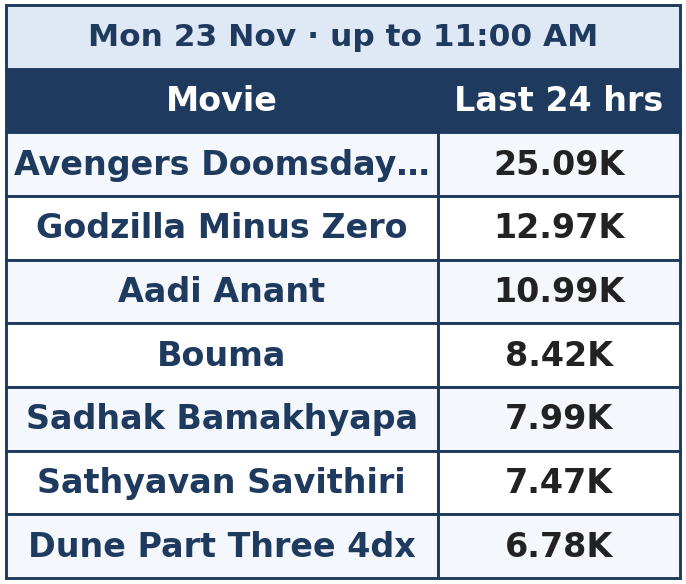 Mon 23 Nov · up to 11:00 AM
Movie Last 24 hrs
Avengers Doomsday... 25.09K
Godzilla Minus Zero 12.97K
Aadi Anant 10.99K
Bouma 8.42K
Sadhak Bamakhyapa 7.99K
Sathyavan Savithiri 7.47K
Dune Part Three 4dx 6.78K